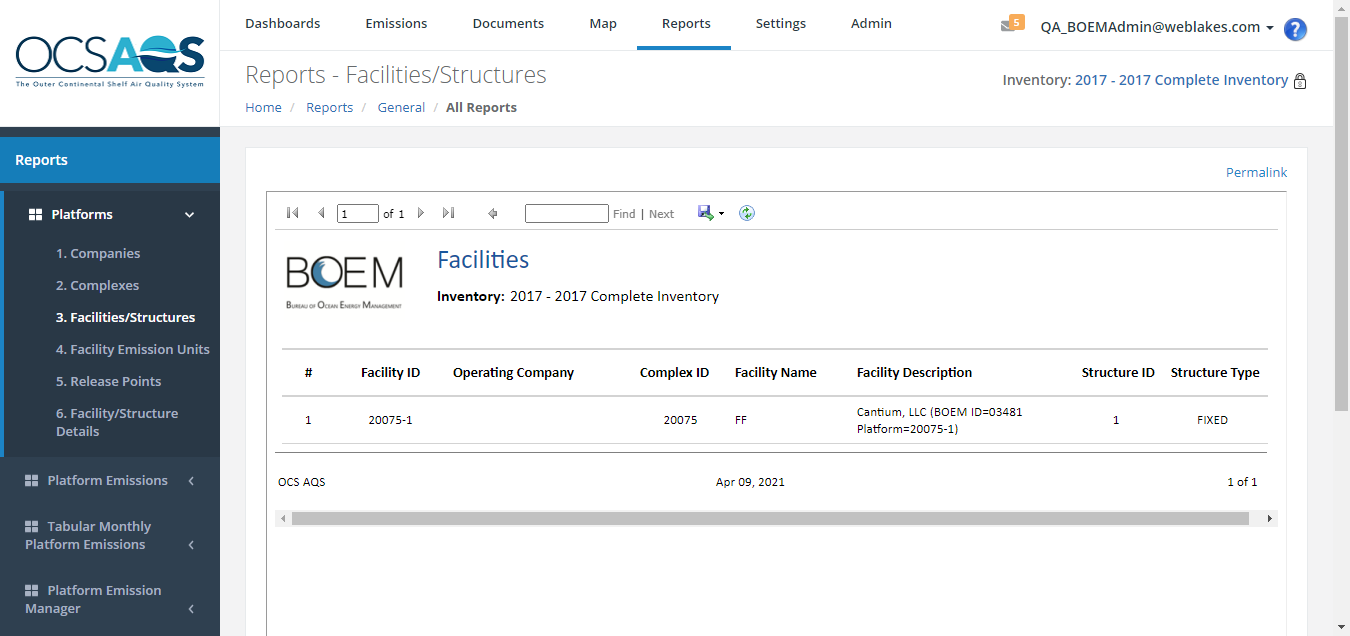 OCSAQS
The Outer Continental Shelf Air Quality System
Dashboards Emissions Documents Map Reports Settings Admin
5 QA_BOEMAdmin@weblakes.com ?
Reports - Facilities/Structures
Inventory: 2017 - 2017 Complete Inventory
Home / Reports / General / All Reports
Reports
Platforms
1. Companies
2. Complexes
3. Facilities/Structures
4. Facility Emission Units
5. Release Points
6. Facility/Structure
Details
Platform Emissions
Tabular Monthly
Platform Emissions
Platform Emission
Manager
Permalink
1 of 1 Find | Next
BOEM
Bureau of Ocean Energy Management
Facilities
Inventory: 2017 - 2017 Complete Inventory
# Facility ID Operating Company Complex ID Facility Name Facility Description Structure ID Structure Type
1 20075-1 20075 FF Cantium, LLC (BOEM ID=03481 1 FIXED
Platform=20075-1)
OCS AQS Apr 09, 2021 1 of 1